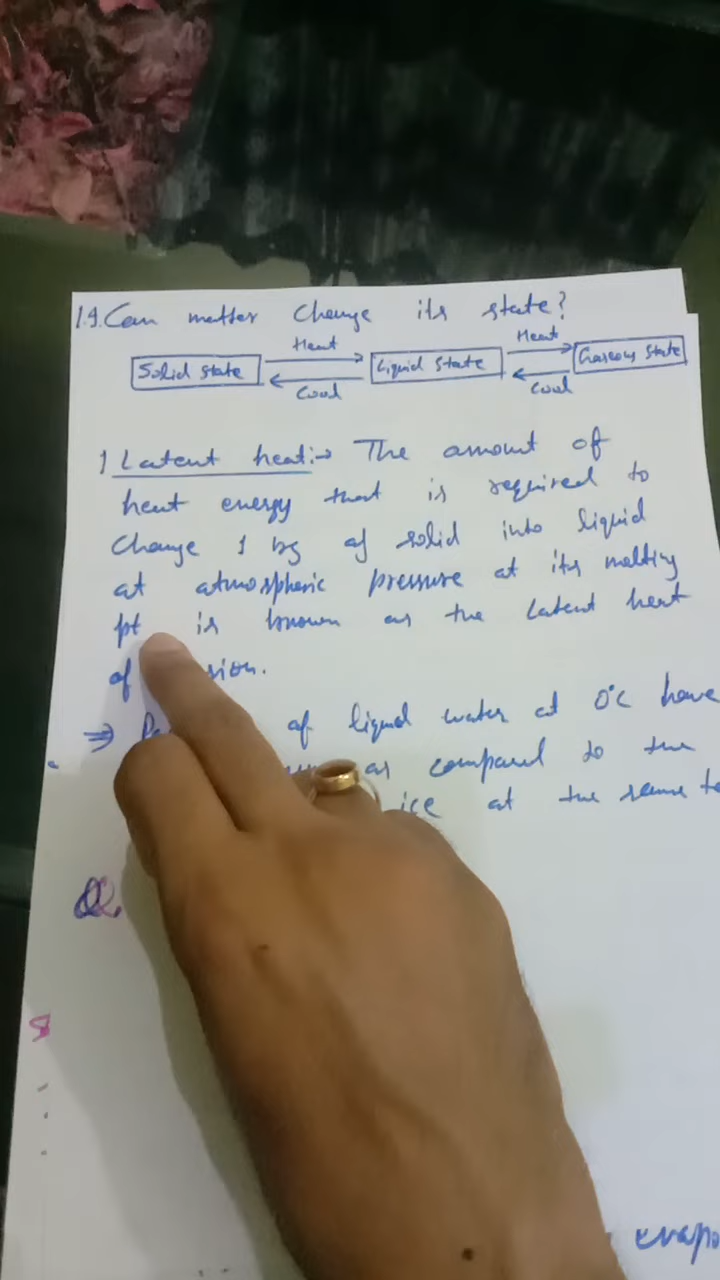 1.4. Can matter change its state?
Heat Heat
Solid state Liquid state Gaseous state
Cool Cool
1 Latent heat:→ The amount of
heat energy that is required to
change 1 kg of solid into liquid
at atmospheric pressure at its melting
pt is known as the latent heat
of
⇒ of liquid water at 0°C have
as compared to the
ice at the same
Q.